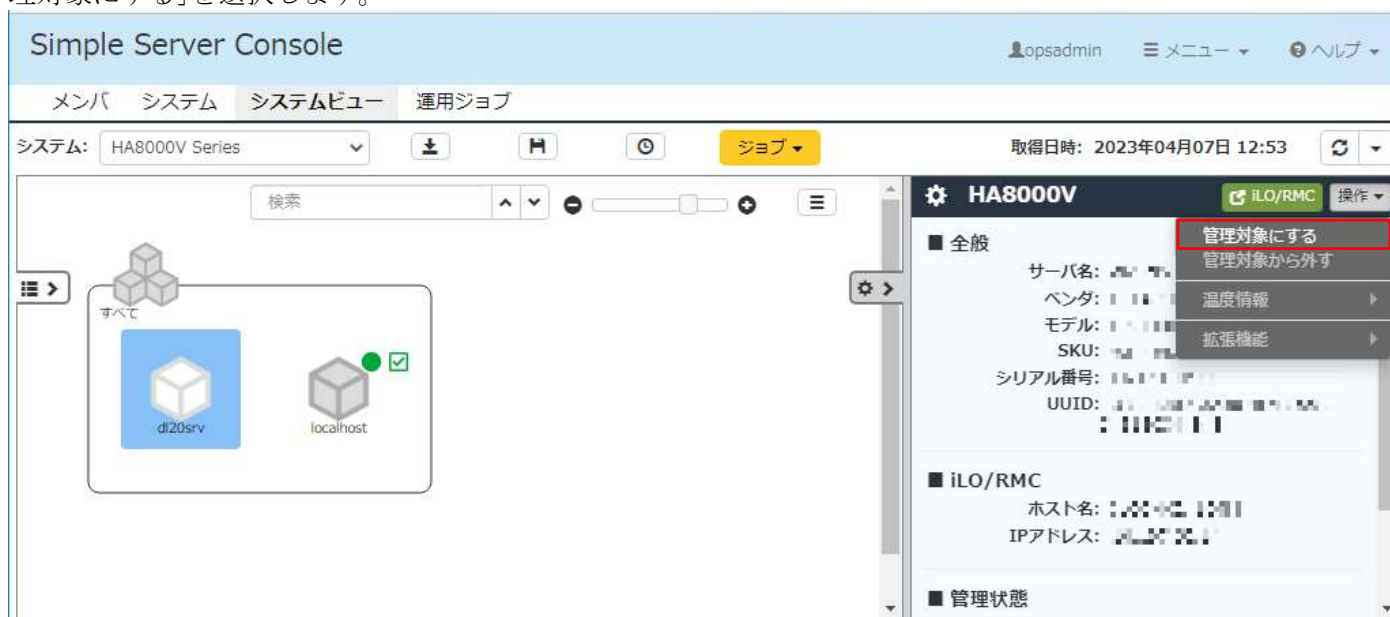 理対象にする」を選択します。
Simple Server Console
opsadmin メニュー ヘルプ
メンバ システム システムビュー 運用ジョブ
システム: HA8000V Series ジョブ 取得日時: 2023年04月07日 12:53
検索
HA8000V iLO/RMC 操作
管理対象にする
管理対象から外す
温度情報
拡張機能
■ 全般
サーバ名:
ベンダ:
モデル:
SKU:
シリアル番号:
UUID:
すべて
dl20srv localhost
■ iLO/RMC
ホスト名:
IPアドレス:
■ 管理状態